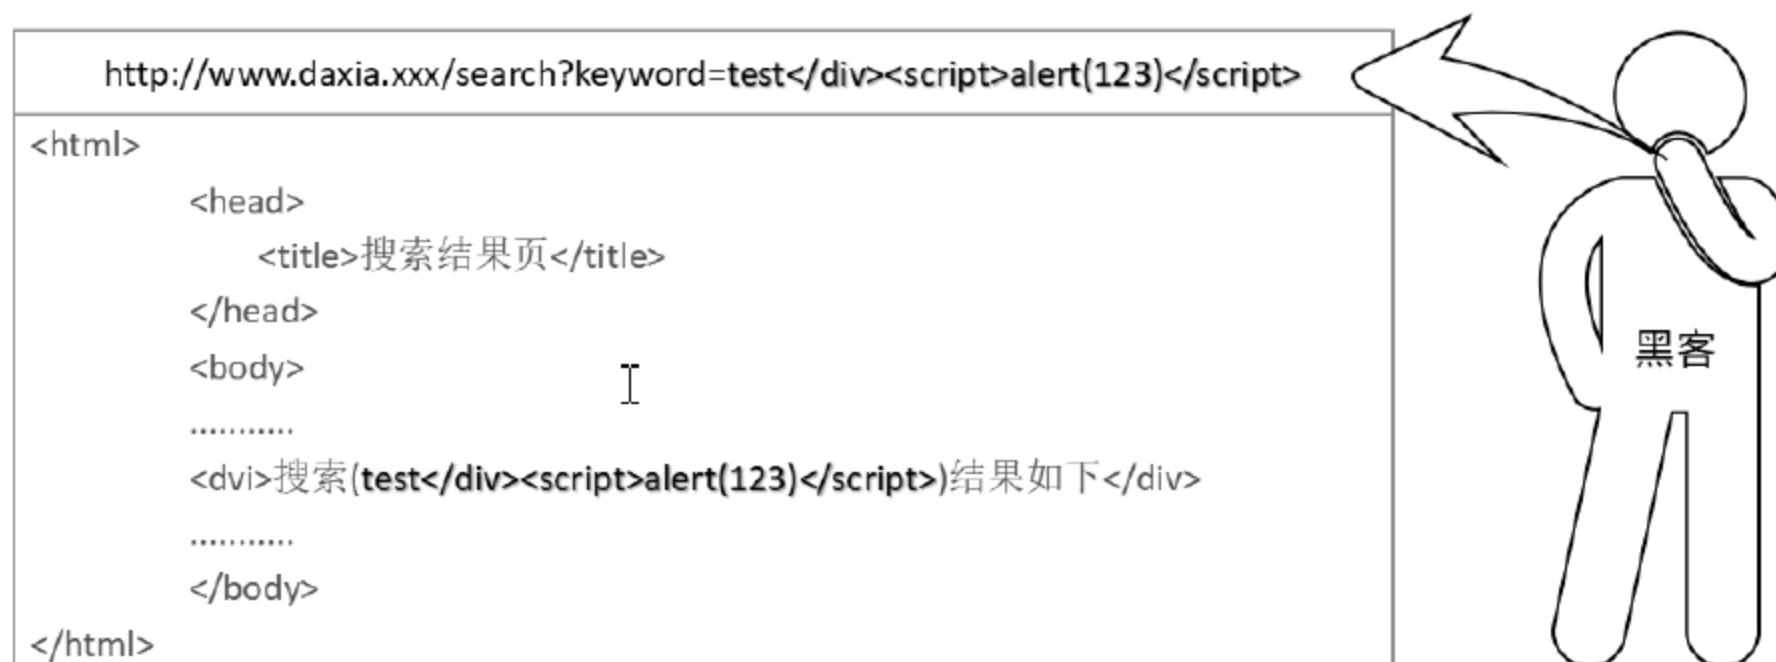 http://www.daxia.xxx/search?keyword=test</div><script>alert(123)</script>
<html>
<head>
<title>搜索结果页</title>
</head>
<body>
...........
<dvi>搜索(test</div><script>alert(123)</script>)结果如下</div>
...........
</body>
</html>
黑客